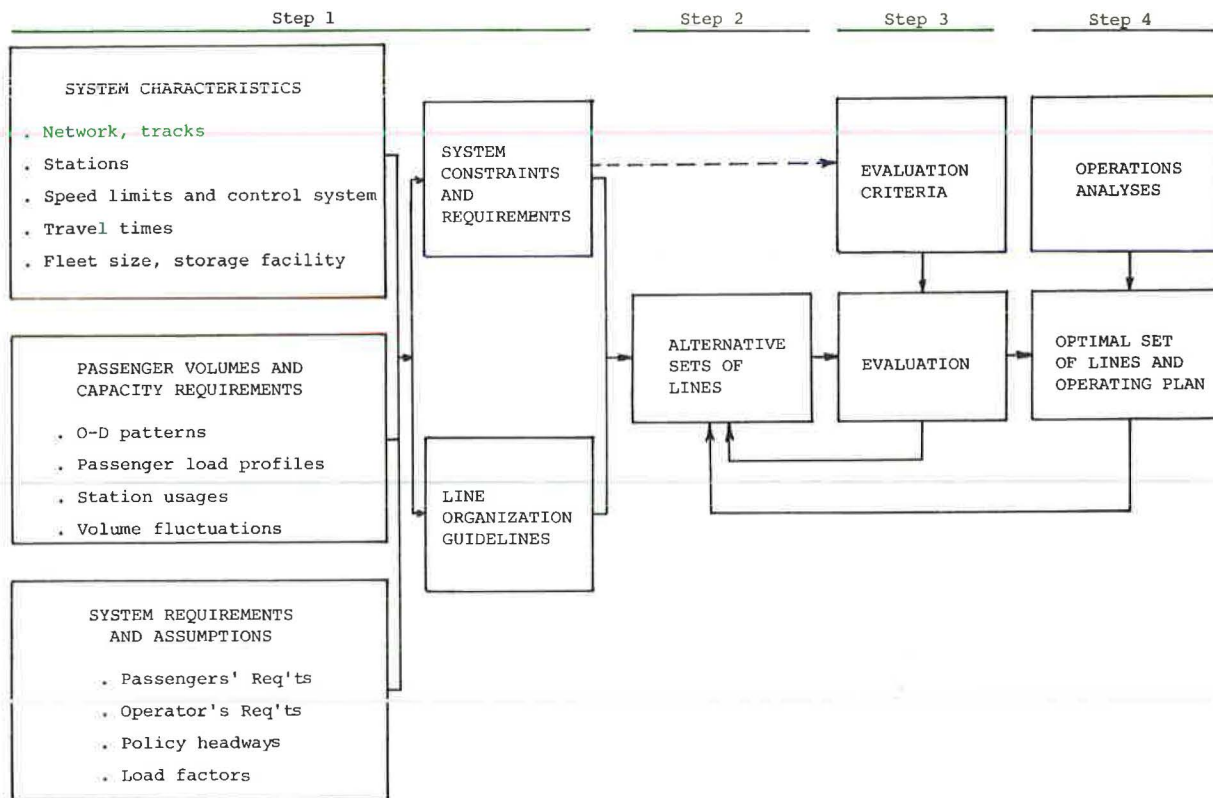 Step 1
Step 2
Step 3
Step 4
SYSTEM CHARACTERISTICS
. Network, tracks
. Stations
. Speed limits and control system
. Travel times
. Fleet size, storage facility
PASSENGER VOLUMES AND
CAPACITY REQUIREMENTS
. O-D patterns
. Passenger load profiles
. Station usages
. Volume fluctuations
SYSTEM REQUIREMENTS
AND ASSUMPTIONS
. Passengers' Req'ts
. Operator's Req'ts
. Policy headways
. Load factors
SYSTEM
CONSTRAINTS
AND
REQUIREMENTS
LINE
ORGANIZATION
GUIDELINES
ALTERNATIVE
SETS OF
LINES
EVALUATION
CRITERIA
EVALUATION
OPERATIONS
ANALYSES
OPTIMAL SET
OF LINES AND
OPERATING PLAN